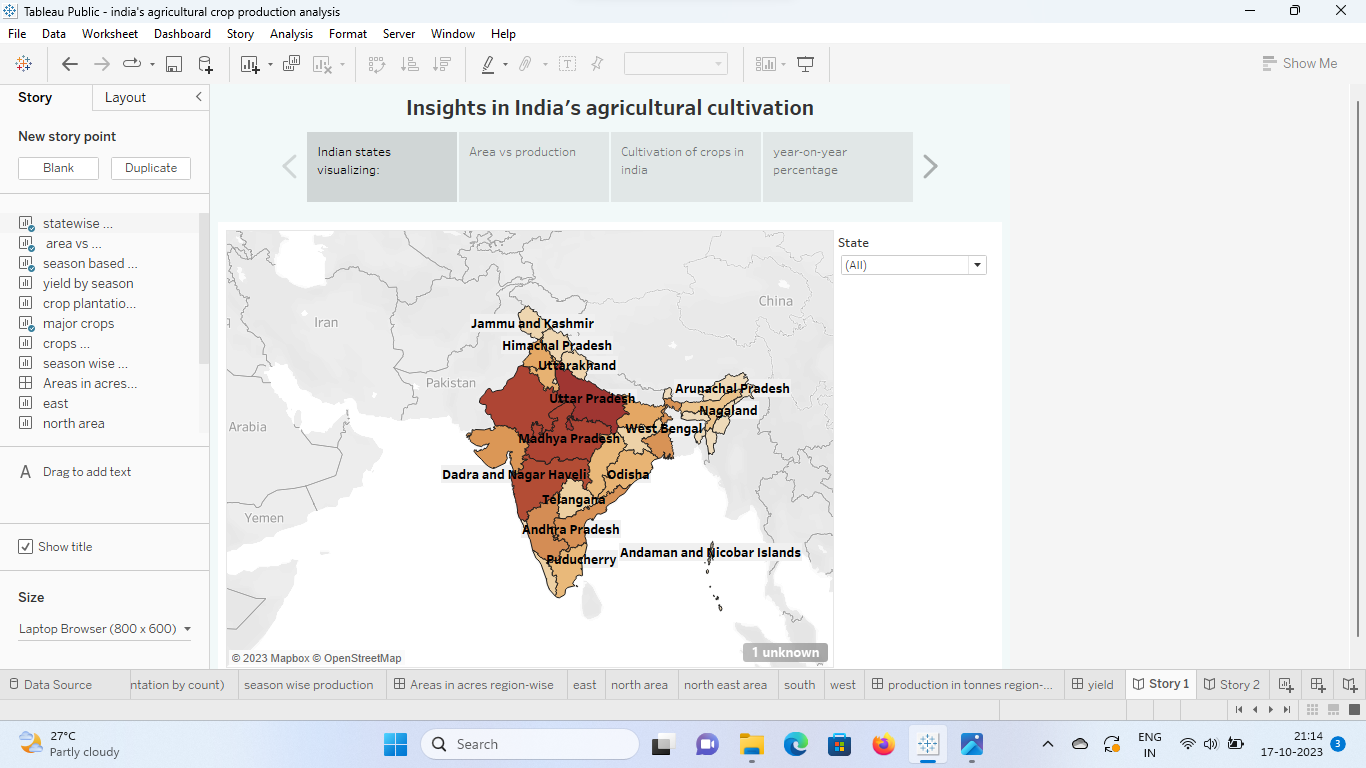 Tableau Public - india's agricultural crop production analysis
File Data Worksheet Dashboard Story Analysis Format Server Window Help
Show Me
Story Layout
New story point
Blank Duplicate
statewise ...
area vs ...
season based ...
yield by season
crop plantatio...
major crops
crops ...
season wise ...
Areas in acres...
east
north area
A Drag to add text
Show title
Size
Laptop Browser (800 x 600)
Insights in India's agricultural cultivation
Indian states
visualizing:
Area vs production
Cultivation of crops in
india
year-on-year
percentage
State
(All)
China
Iran
Jammu and Kashmir
Himachal Pradesh
Uttarakhand
Pakistan
Arunachal Pradesh
Uttar Pradesh
Nagaland
Arabia
West Bengal
Madhya Pradesh
Dadra and Nagar Haveli
Odisha
Telangana
Yemen
Andhra Pradesh
Andaman and Nicobar Islands
Puducherry
1 unknown
© 2023 Mapbox © OpenStreetMap
Data Source ntation by count) season wise production Areas in acres region-wise east north area north east area south west production in tonnes region-... yield Story 1 Story 2
27°C
Partly cloudy
Search
ENG
IN
21:14
17-10-2023
3